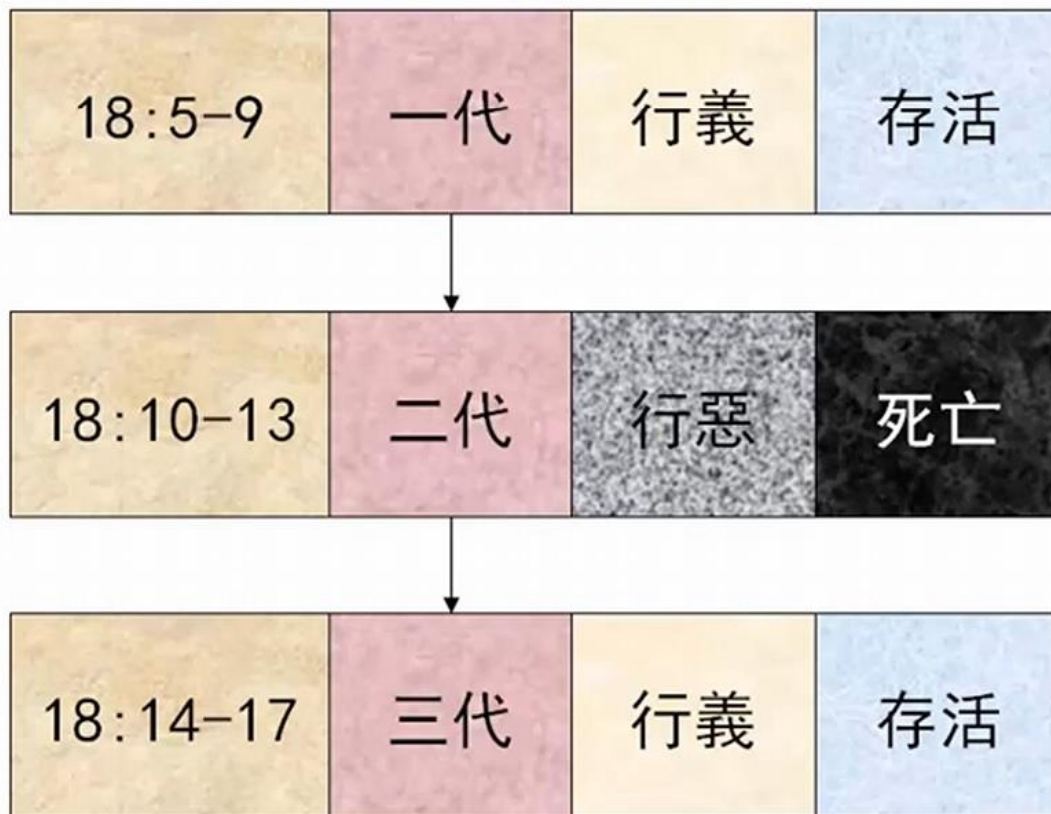 18:5-9 一代 行義 存活
18:10-13 二代 行惡 死亡
18:14-17 三代 行義 存活